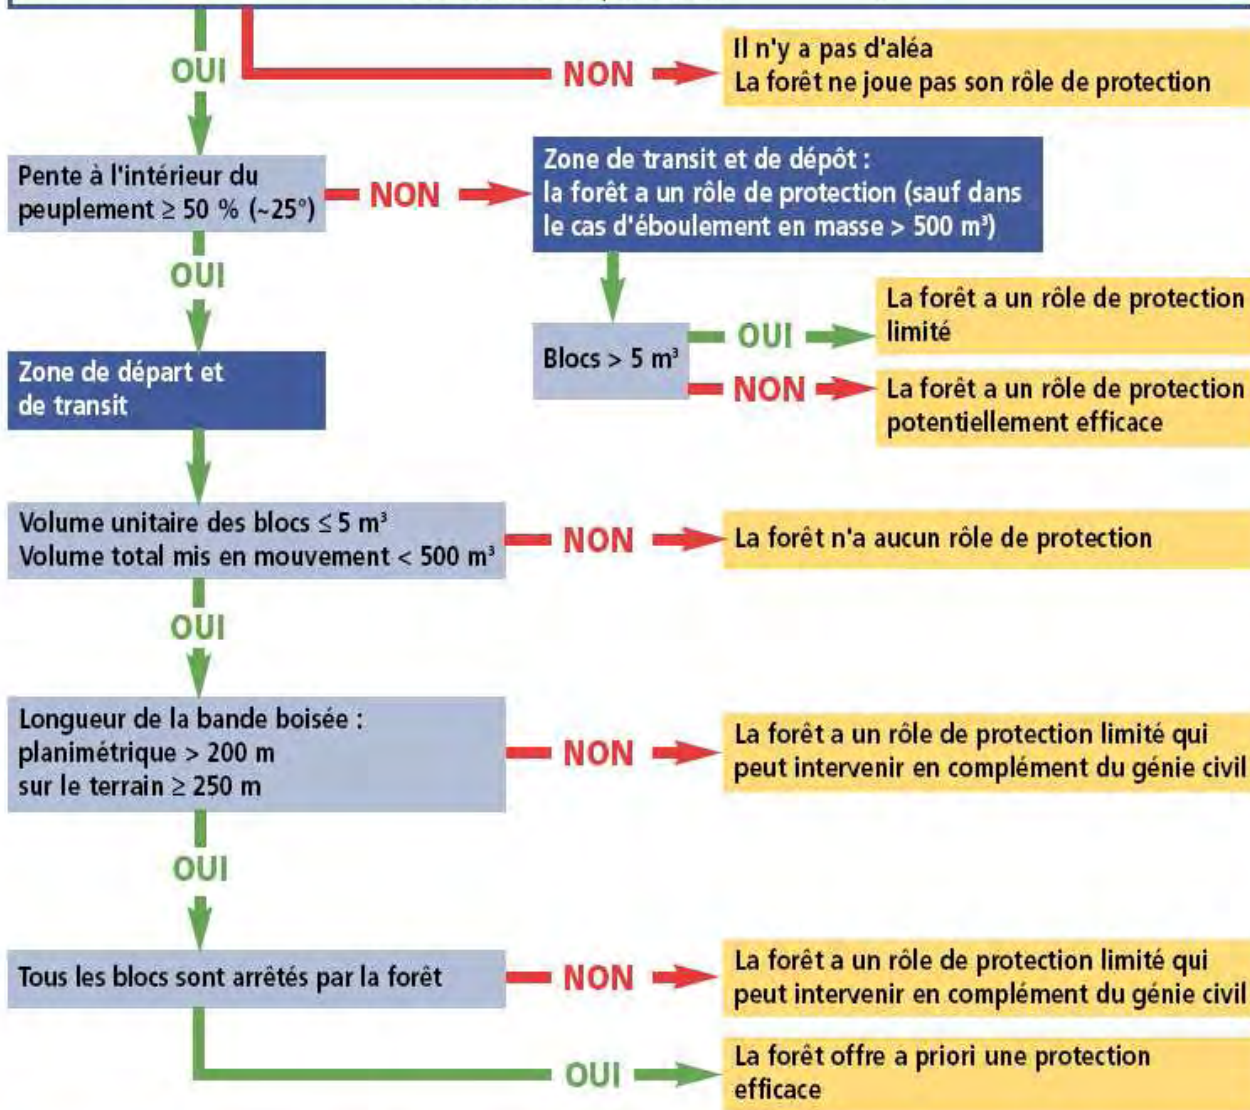 OUI
NON
Il n'y a pas d'aléa
La forêt ne joue pas son rôle de protection
Pente à l'intérieur du
peuplement ≥ 50 % (~25°)
NON
Zone de transit et de dépôt :
la forêt a un rôle de protection (sauf dans
le cas d'éboulement en masse > 500 m³)
OUI
Blocs > 5 m³
OUI
La forêt a un rôle de protection
limité
NON
La forêt a un rôle de protection
potentiellement efficace
Zone de départ et
de transit
Volume unitaire des blocs ≤ 5 m³
Volume total mis en mouvement < 500 m³
NON
La forêt n'a aucun rôle de protection
OUI
Longueur de la bande boisée :
planimétrique > 200 m
sur le terrain ≥ 250 m
NON
La forêt a un rôle de protection limité qui
peut intervenir en complément du génie civil
OUI
Tous les blocs sont arrêtés par la forêt
NON
La forêt a un rôle de protection limité qui
peut intervenir en complément du génie civil
OUI
La forêt offre a priori une protection
efficace